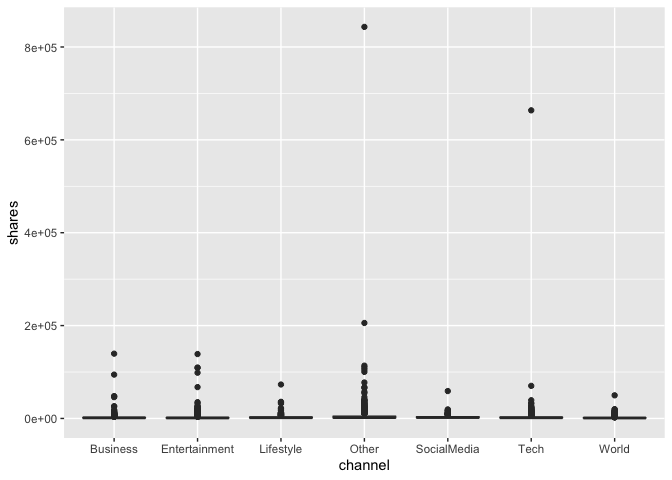 8e+05
6e+05
4e+05
2e+05
0e+00
shares
Business Entertainment Lifestyle Other SocialMedia Tech World
channel